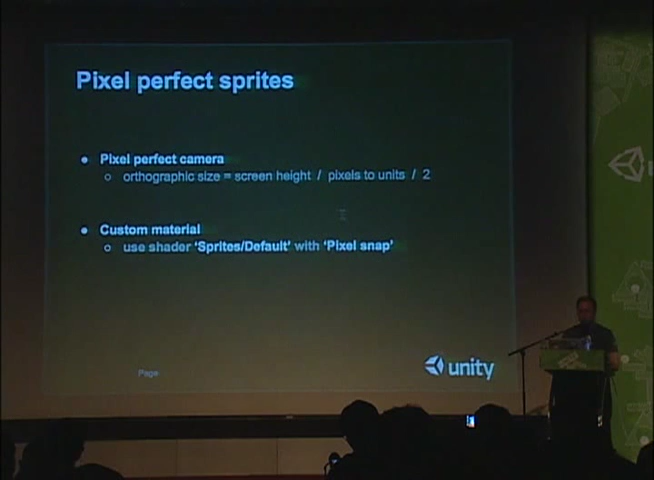 Pixel perfect sprites
● Pixel perfect camera
○ orthographic size = screen height / pixels to units / 2
● Custom material
○ use shader ‘Sprites/Default’ with ‘Pixel snap’
Page
unity